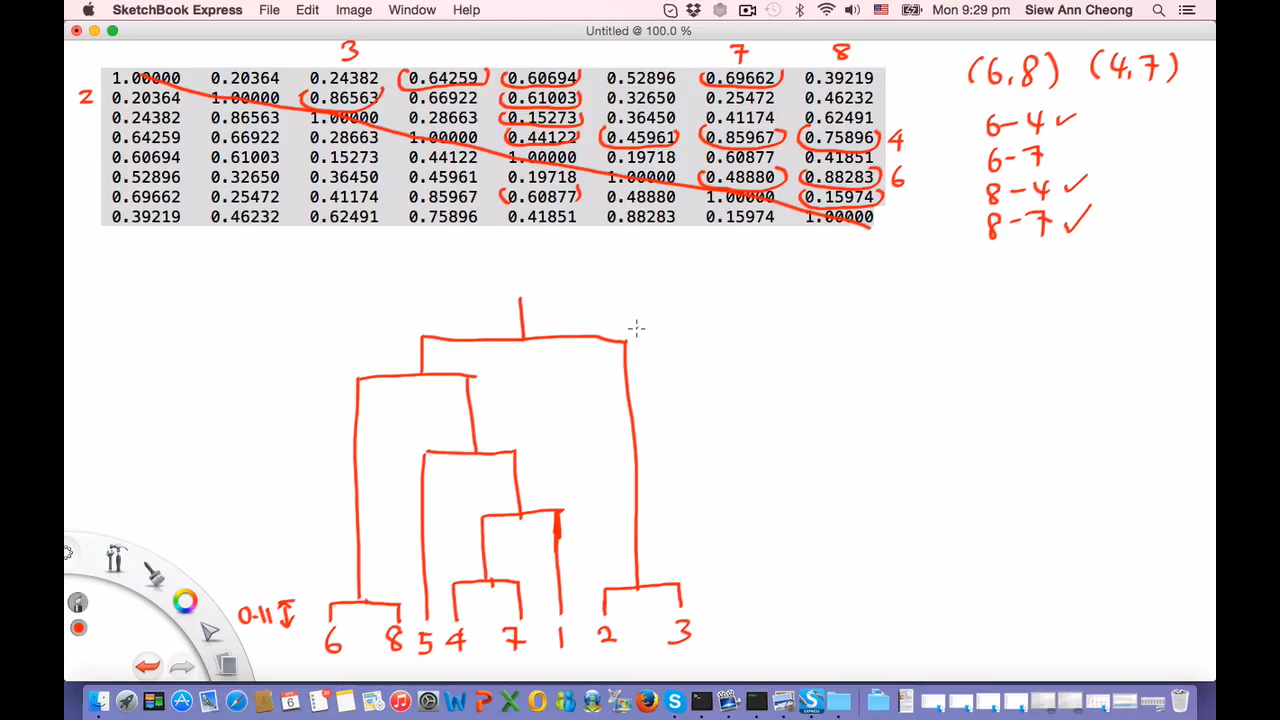 SketchBook Express File Edit Image Window Help Mon 9:29 pm Siew Ann Cheong
Untitled @ 100.0 %
3 7 8
(6,8) (4,7)
1.00000 0.20364 0.24382 0.64259 0.60694 0.52896 0.69662 0.39219
2 0.20364 1.00000 0.86563 0.66922 0.61003 0.32650 0.25472 0.46232
0.24382 0.86563 1.00000 0.28663 0.15273 0.36450 0.41174 0.62491
6-4 ✓
0.64259 0.66922 0.28663 1.00000 0.44122 0.45961 0.85967 0.75896 4
0.60694 0.61003 0.15273 0.44122 1.00000 0.19718 0.60877 0.41851
6-7
0.52896 0.32650 0.36450 0.45961 0.19718 1.00000 0.48880 0.88283 6
8-4 ✓
0.69662 0.25472 0.41174 0.85967 0.60877 0.48880 1.00000 0.15974
0.39219 0.46232 0.62491 0.75896 0.41851 0.88283 0.15974 1.00000
8-7 ✓
0.11
6 8 5 4 7 1 2 3